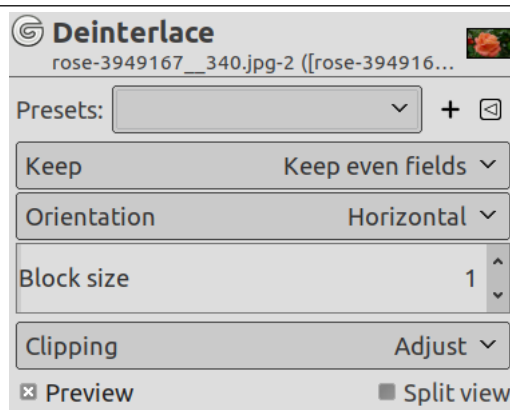 Deinterlace
rose-3949167__340.jpg-2 ([rose-394916...
Presets:
Keep Keep even fields
Orientation Horizontal
Block size 1
Clipping Adjust
Preview Split view